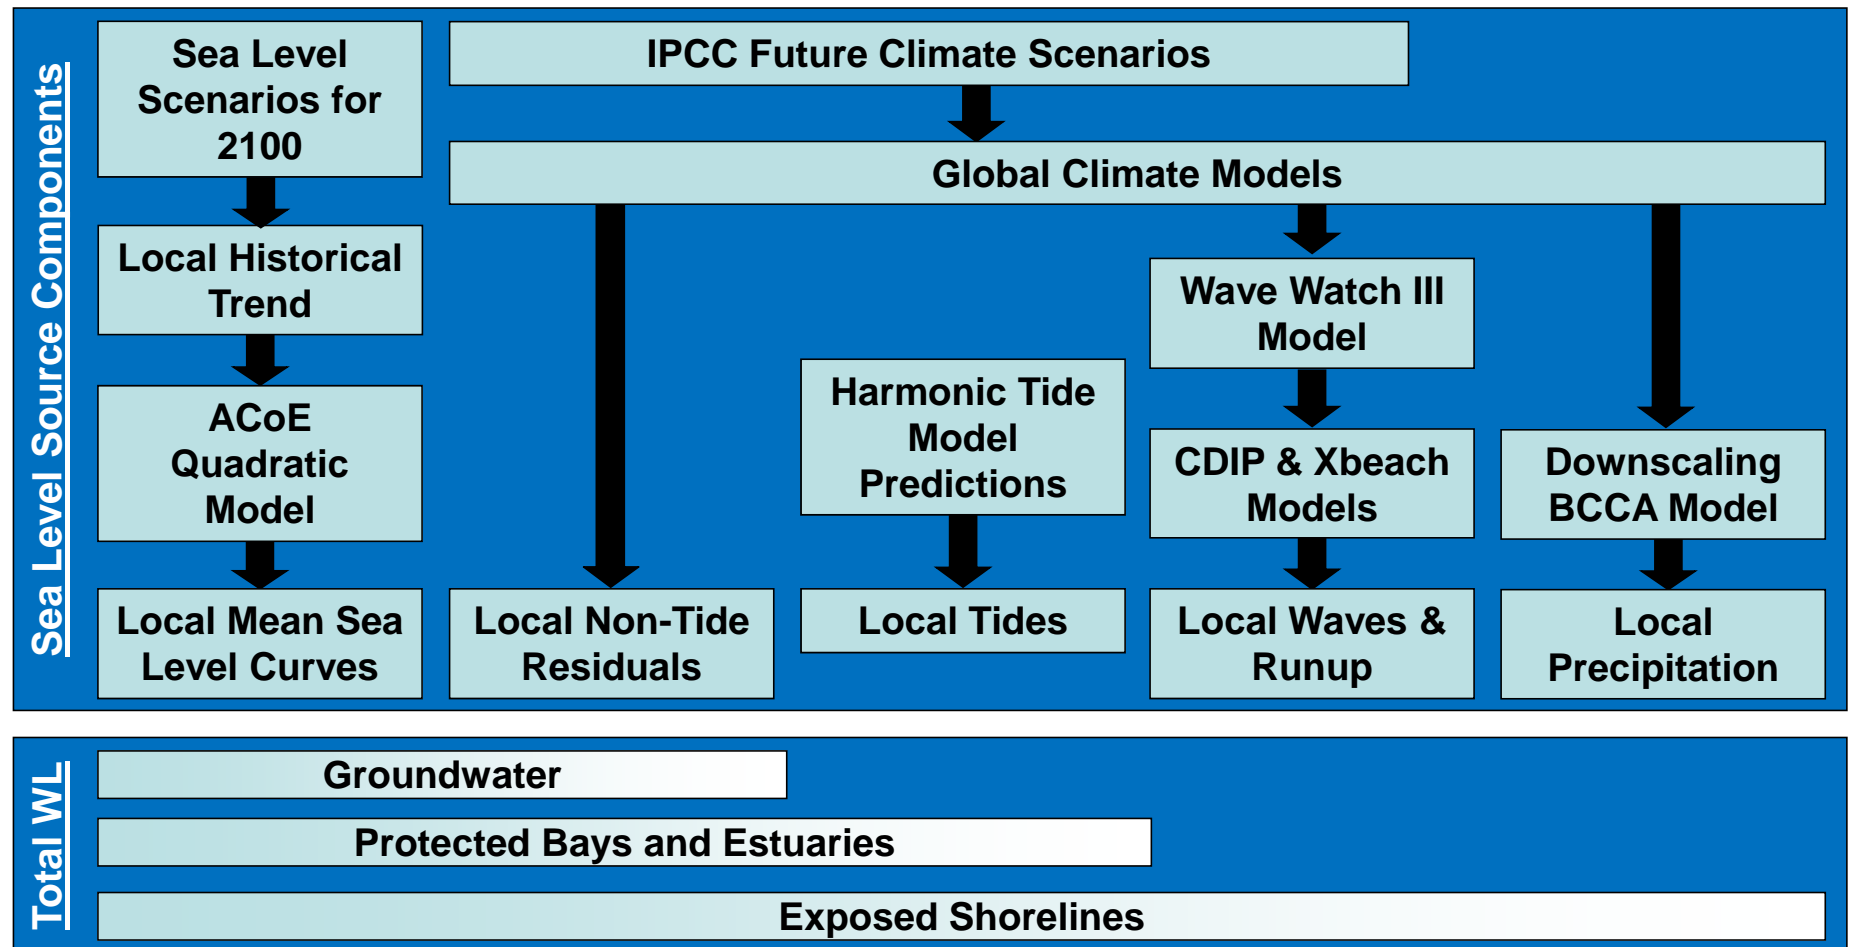 Sea Level Source Components
Sea Level
Scenarios for
2100
IPCC Future Climate Scenarios
Global Climate Models
Local Historical
Trend
Wave Watch III
Model
ACoE
Quadratic
Model
Harmonic Tide
Model
Predictions
CDIP & Xbeach
Models
Downscaling
BCCA Model
Local Mean Sea
Level Curves
Local Non-Tide
Residuals
Local Tides
Local Waves &
Runup
Local
Precipitation
Total WL
Groundwater
Protected Bays and Estuaries
Exposed Shorelines